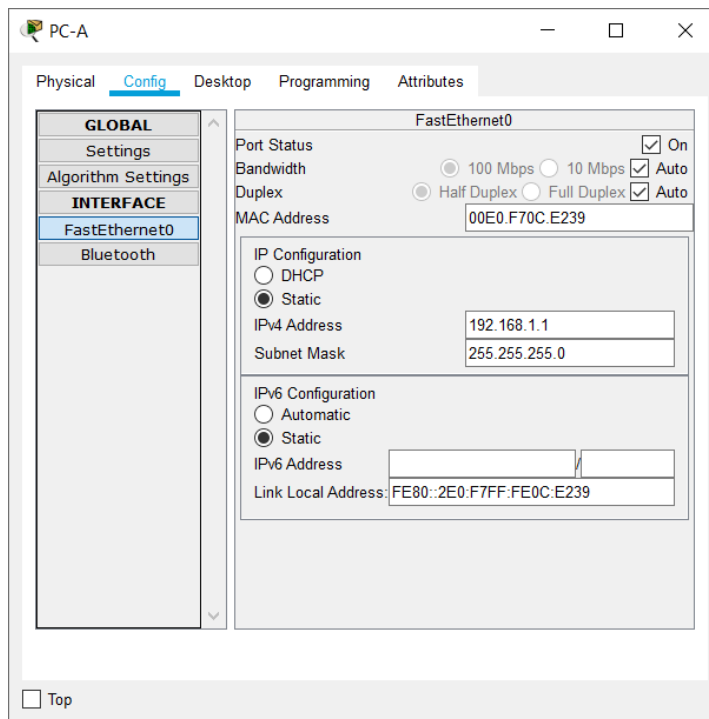 PC-A
Physical Config Desktop Programming Attributes
GLOBAL
Settings
Algorithm Settings
INTERFACE
FastEthernet0
Bluetooth
FastEthernet0
Port Status On
Bandwidth 100 Mbps 10 Mbps Auto
Duplex Half Duplex Full Duplex Auto
MAC Address 00E0.F70C.E239
IP Configuration
DHCP
Static
IPv4 Address 192.168.1.1
Subnet Mask 255.255.255.0
IPv6 Configuration
Automatic
Static
IPv6 Address /
Link Local Address: FE80::2E0:F7FF:FE0C:E239
Top